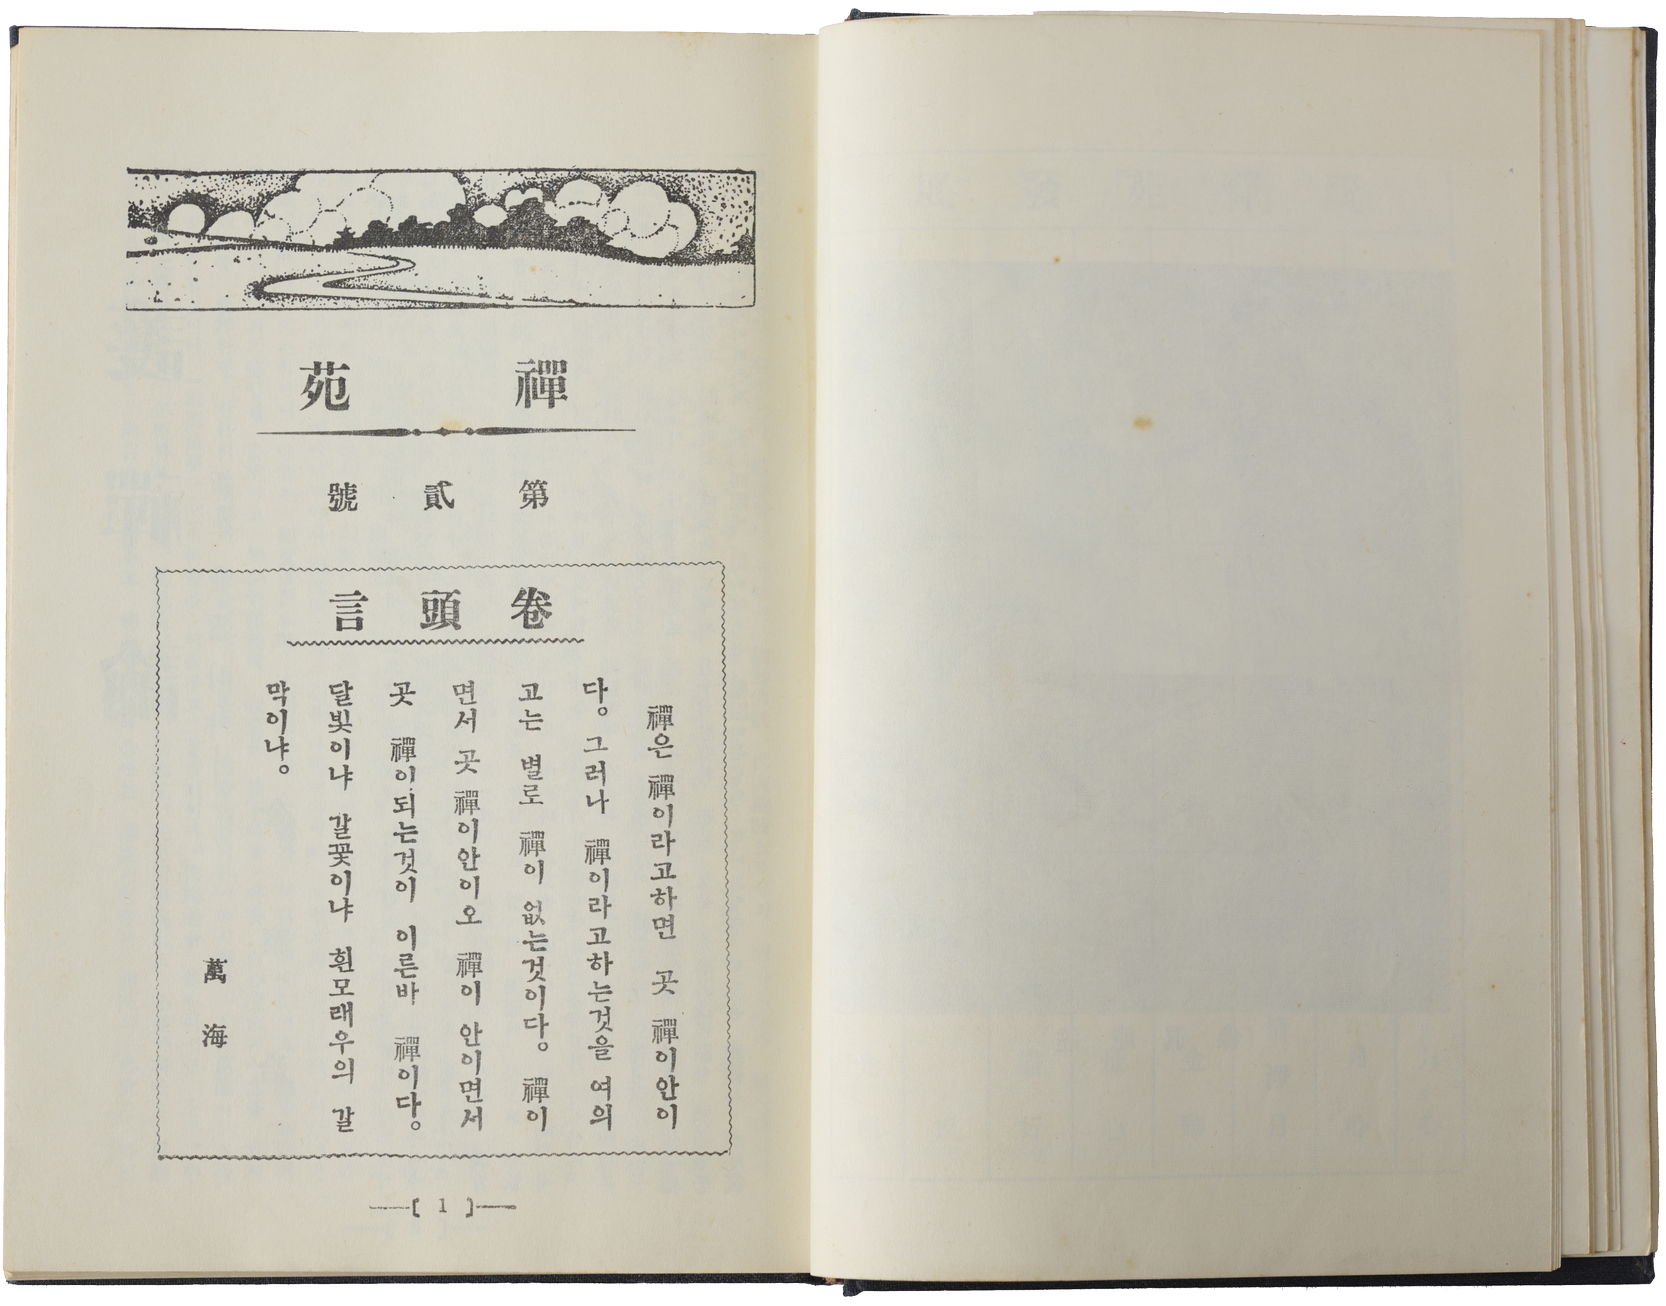 禪苑
第貳號
卷頭言
禪은 禪이라고하면 곳 禪이안이
다。그러나 禪이라고하는것을 여의
고는 별로 禪이 없는것이다。禪이
면서 곳 禪이안이오 禪이 안이면서
곳 禪이되는것이 이른바 禪이다。
달빛이냐 갈꽃이냐 흰모래우의 갈
막이냐。
萬海
[ 1 ]